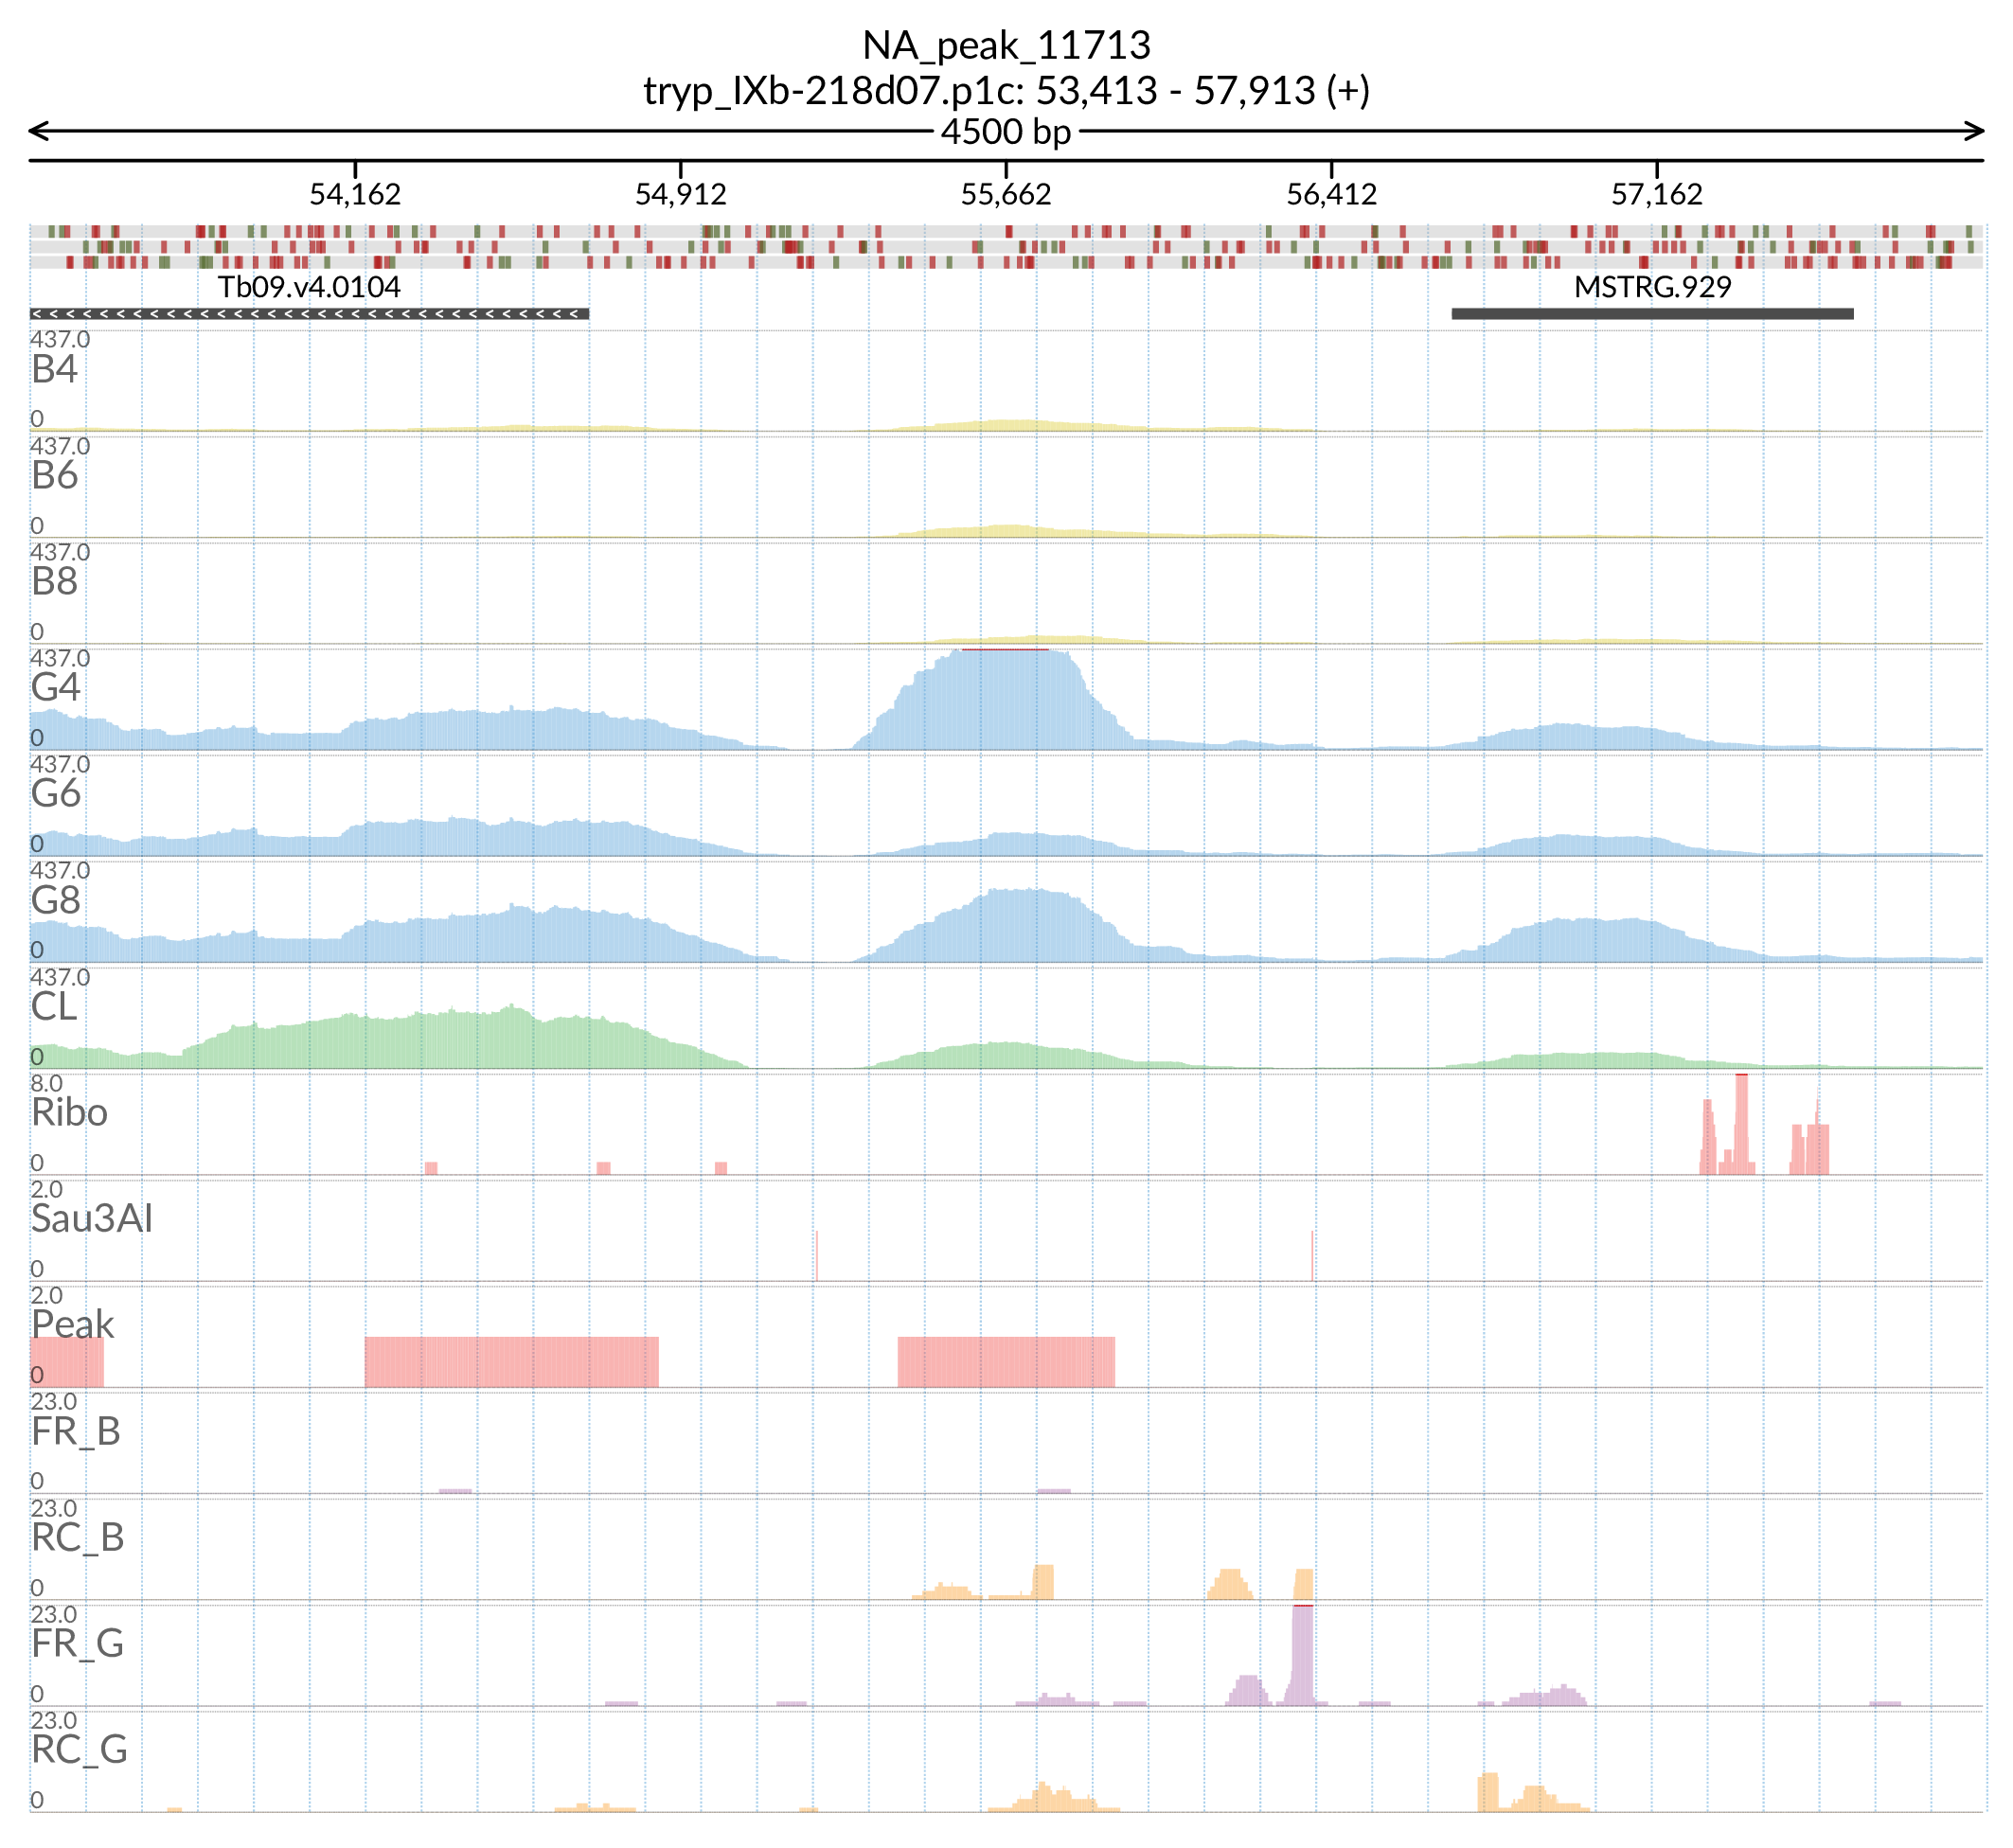 NA_peak_11713
tryp_IXb-218d07.p1c: 53,413 - 57,913 (+)
4500 bp
54,162 54,912 55,662 56,412 57,162
Tb09.v4.0104 MSTRG.929
437.0
B4
0
437.0
B6
0
437.0
B8
0
437.0
G4
0
437.0
G6
0
437.0
G8
0
437.0
CL
0
8.0
Ribo
0
2.0
Sau3AI
0
2.0
Peak
0
23.0
FR_B
0
23.0
RC_B
0
23.0
FR_G
0
23.0
RC_G
0